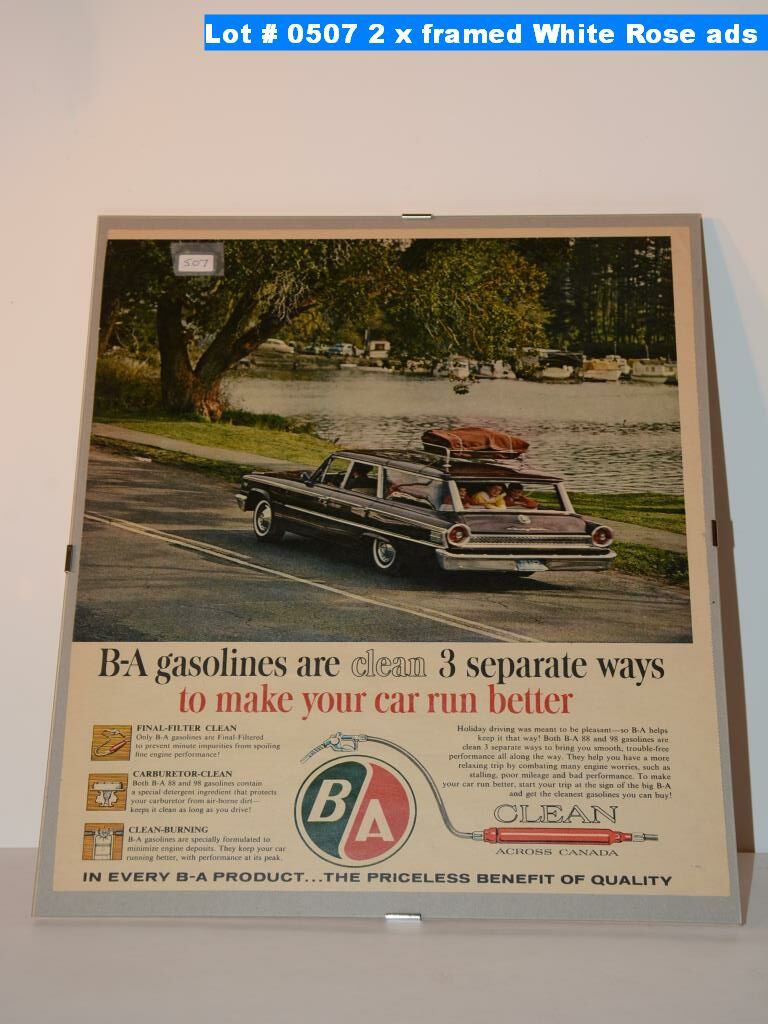 Lot # 0507 2 x framed White Rose ads
507
B-A gasolines are clean 3 separate ways
to make your car run better
FINAL-FILTER CLEAN
Only B-A gasolines are Final-Filtered
to prevent minute impurities from spoiling
fine engine performance!
CARBURETOR-CLEAN
Both B-A 88 and 98 gasolines contain
a special detergent ingredient that protects
your carburetor from air-borne dirt—
keeps it clean as long as you drive!
CLEAN-BURNING
B-A gasolines are specially formulated to
minimize engine deposits. They keep your car
running better, with performance at its peak.
B
A
Holiday driving was meant to be pleasant—so B-A helps
keep it that way! Both B-A 88 and 98 gasolines are
clean 3 separate ways to bring you smooth, trouble-free
performance all along the way. They help you have a more
relaxing trip by combating many engine worries, such as
stalling, poor mileage and bad performance. To make
your car run better, start your trip at the sign of the big B-A
and get the cleanest gasolines you can buy!
CLEAN
ACROSS CANADA
IN EVERY B-A PRODUCT...THE PRICELESS BENEFIT OF QUALITY